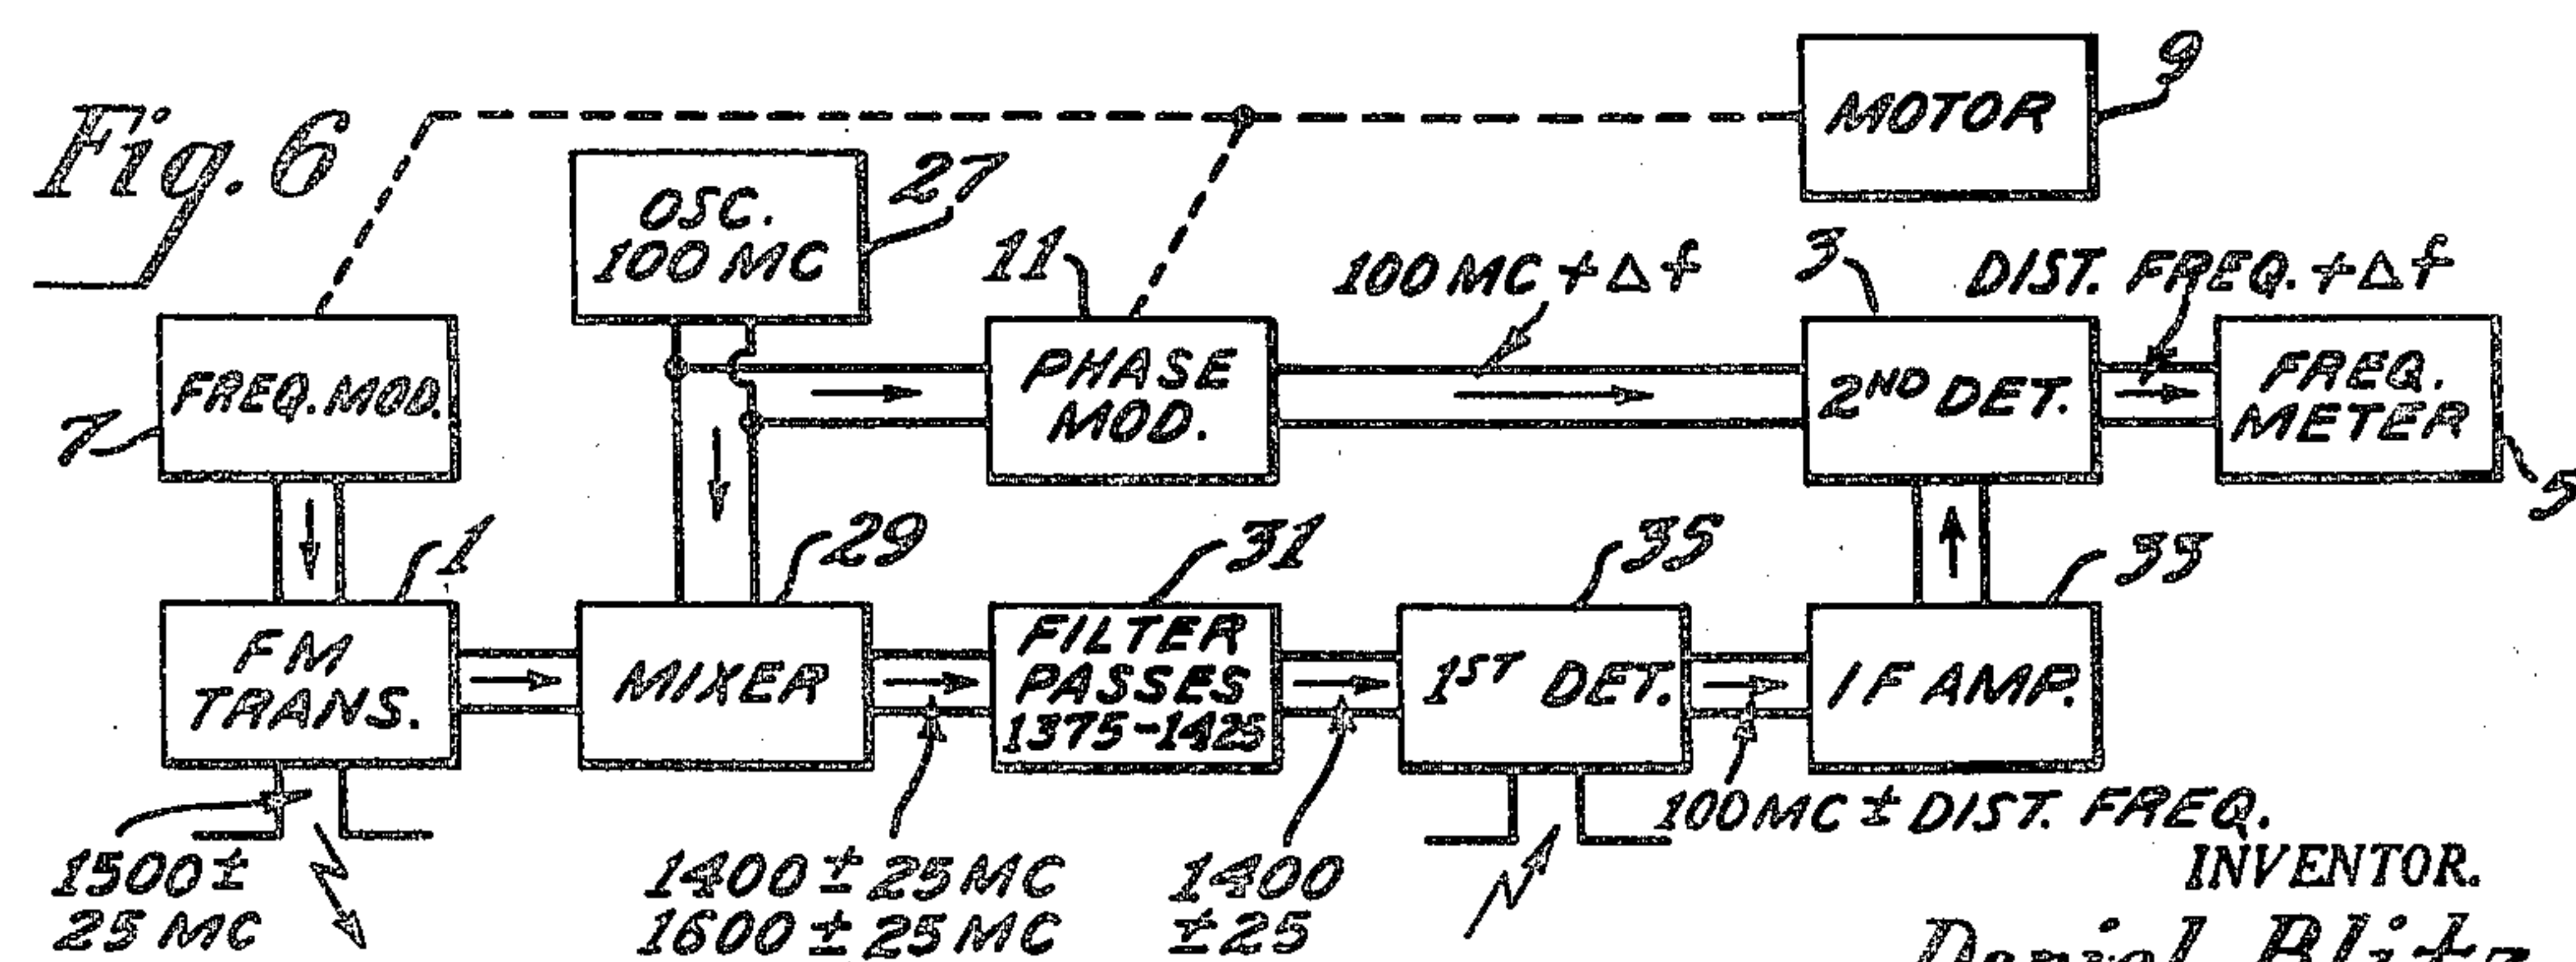 Fig. 6
MOTOR
9
OSC.
100 MC
27
11
100 MC + Δf
3
DIST. FREQ. + Δf
FREQ. MOD.
7
PHASE
MOD.
2ND DET.
FREQ.
METER
5
1
29
31
35
33
FM
TRANS.
MIXER
FILTER
PASSES
1375-1425
1ST DET.
IF AMP.
1500 ±
25 MC
1400 ± 25 MC
1600 ± 25 MC
1400
± 25
100 MC ± DIST. FREQ.
INVENTOR.
Daniel Blitz